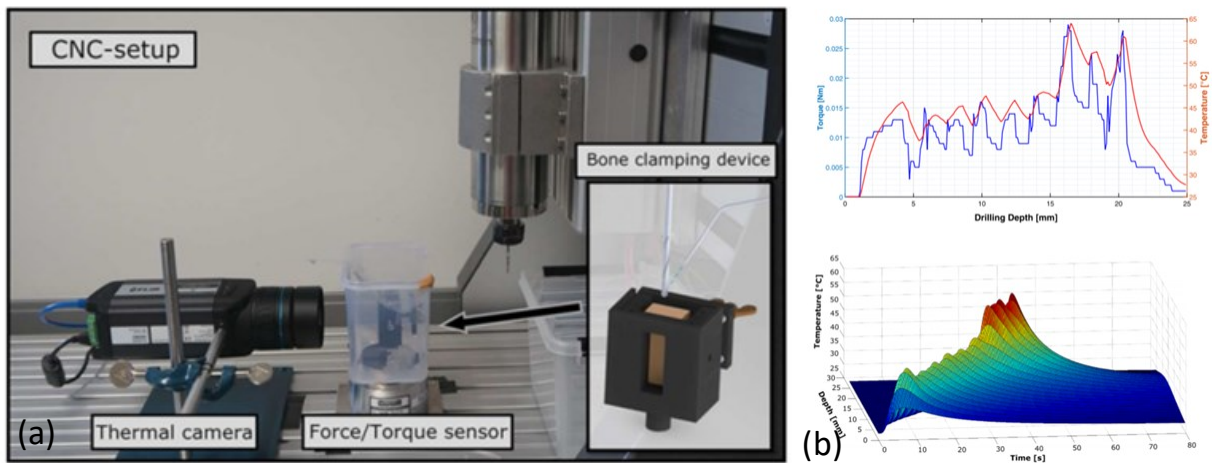 CNC-setup
Bone clamping device
Thermal camera
Force/Torque sensor
(a)
0.03
0.025
0.02
0.015
0.01
0.005
0
Torque [Nm]
65
60
55
50
45
40
35
30
25
Temperature [°C]
0 5 10 15 20 25
Drilling Depth [mm]
65
60
55
50
45
40
35
30
25
Temperature [°C]
30
25
20
15
10
5
0
Depth [mm]
0 10 20 30 40 50 60 70 80
Time [s]
(b)